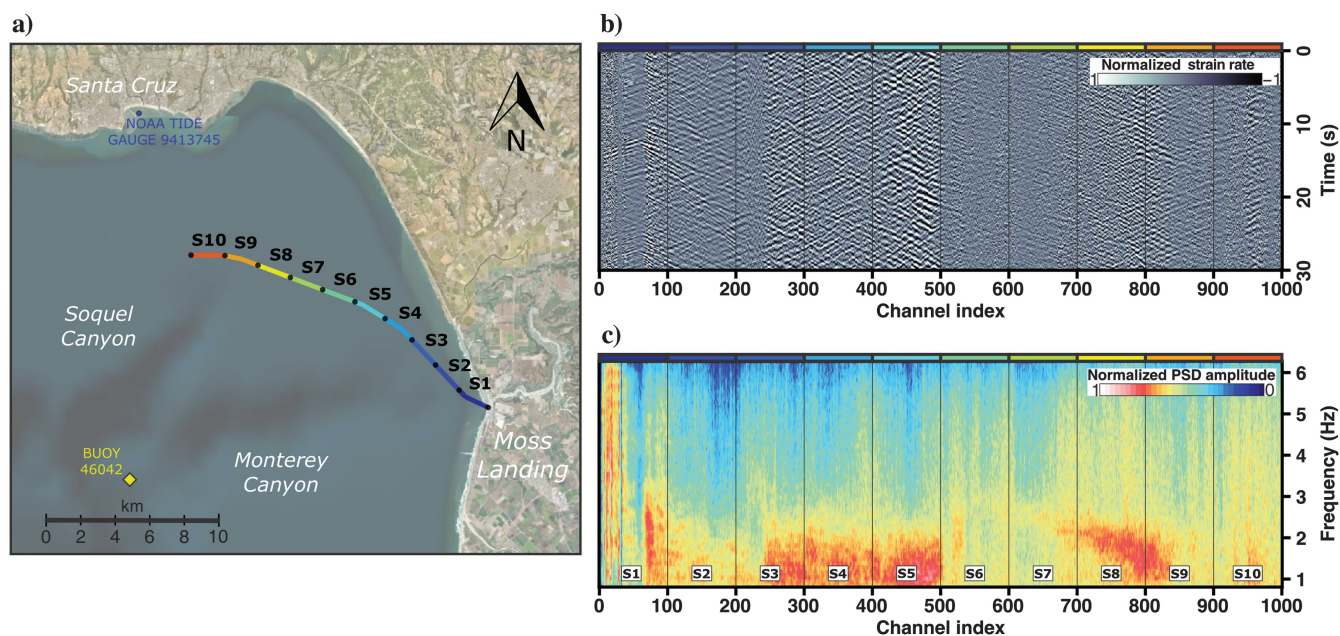 a)
Santa Cruz
NOAA TIDE
GAUGE 9413745
N
S10
S9
S8
S7
S6
S5
S4
S3
S2
S1
Soquel
Canyon
BUOY
46042
Monterey
Canyon
Moss
Landing
km
0 2 4 6 8 10
b)
Normalized strain rate
1 -1
0
10
20
30
Time (s)
0 100 200 300 400 500 600 700 800 900 1000
Channel index
c)
Normalized PSD amplitude
1 0
6
5
4
3
2
1
Frequency (Hz)
S1 S2 S3 S4 S5 S6 S7 S8 S9 S10
0 100 200 300 400 500 600 700 800 900 1000
Channel index